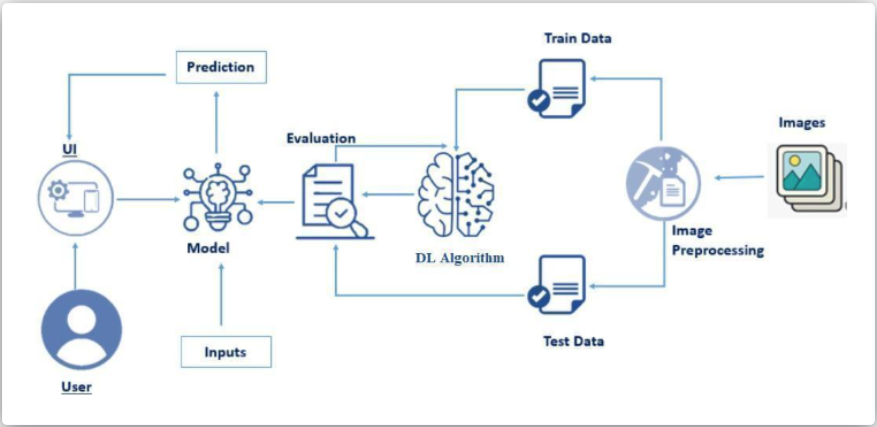 Train Data
Prediction
Images
Evaluation
UI
Image
Preprocessing
Model
DL Algorithm
Test Data
Inputs
User